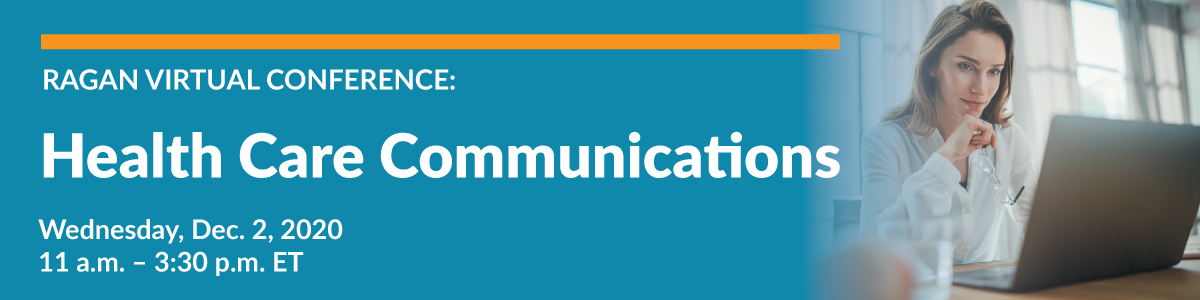 RAGAN VIRTUAL CONFERENCE:
Health Care Communications
Wednesday, Dec. 2, 2020
11 a.m. – 3:30 p.m. ET